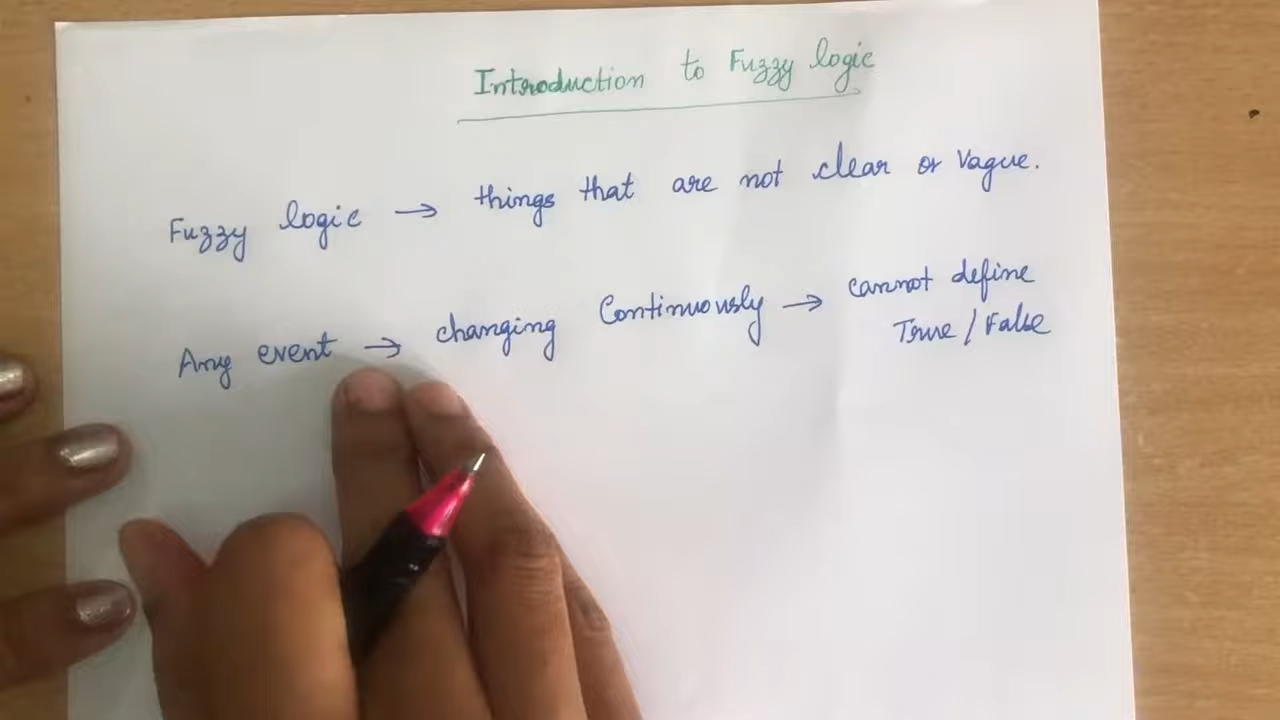 Introduction to Fuzzy logic
Fuzzy logic → things that are not clear or vague.
Any event → changing Continuously → cannot define
True / False